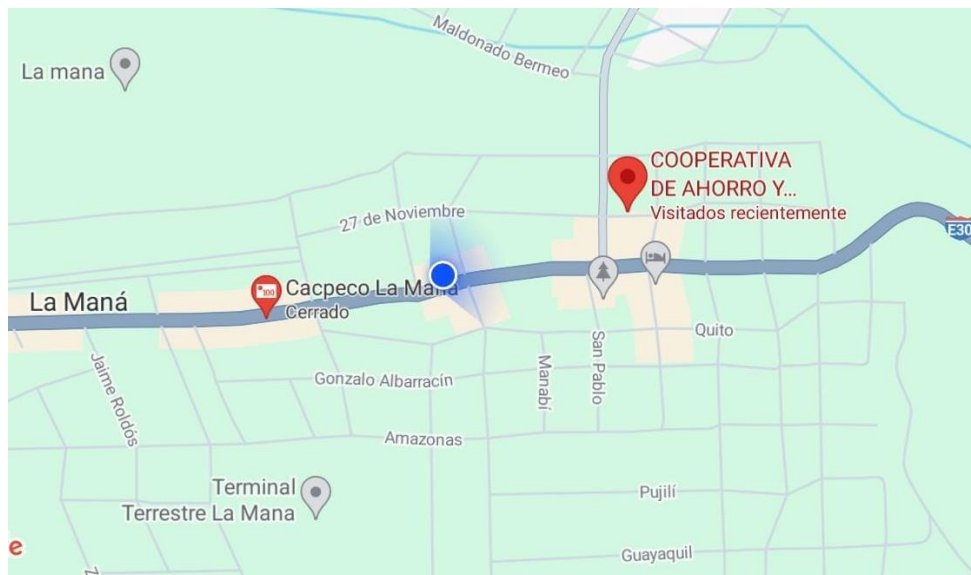 Maldonado Bermeo
La mana
COOPERATIVA
DE AHORRO Y...
Visitados recientemente
27 de Noviembre
E30
100
Cacpeco La Maná
Cerrado
La Maná
Quito
San Pablo
Manabí
Jaime Roldós
Gonzalo Albarracín
Amazonas
Terminal
Terrestre La Mana
Pujilí
Guayaquil
e
Z